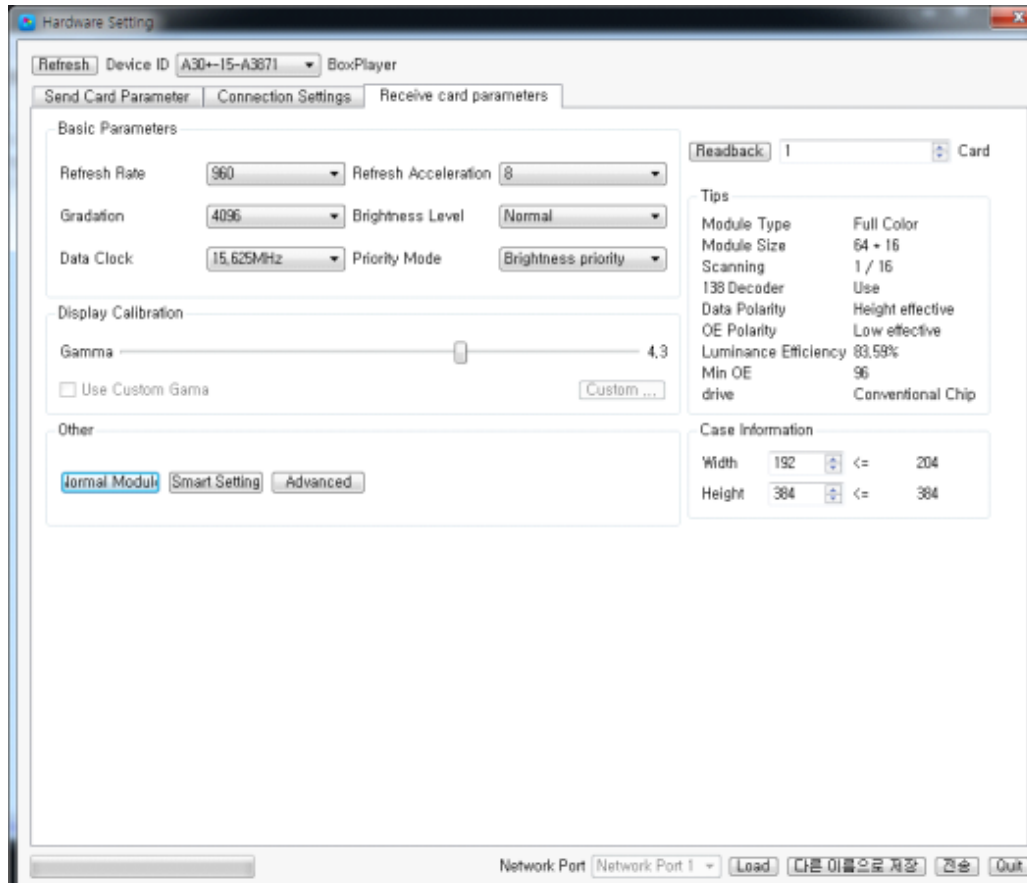 Hardware Setting
Refresh Device ID A30+-15-A3871 BoxPlayer
Send Card Parameter Connection Settings Receive card parameters
Basic Parameters
Refresh Rate 960 Refresh Acceleration 8
Gradation 4096 Brightness Level Normal
Data Clock 15,625MHz Priority Mode Brightness priority
Display Calibration
Gamma 4,3
Use Custom Gama Custom ...
Other
Normal Module Smart Setting Advanced
Readback 1 Card
Tips
Module Type Full Color
Module Size 64 * 16
Scanning 1 / 16
138 Decoder Use
Data Polarity Height effective
OE Polarity Low effective
Luminance Efficiency 83,59%
Min OE 96
drive Conventional Chip
Case Information
Width 192 <= 204
Height 384 <= 384
Network Port Network Port 1 Load 다른 이름으로 저장 전송 Quit